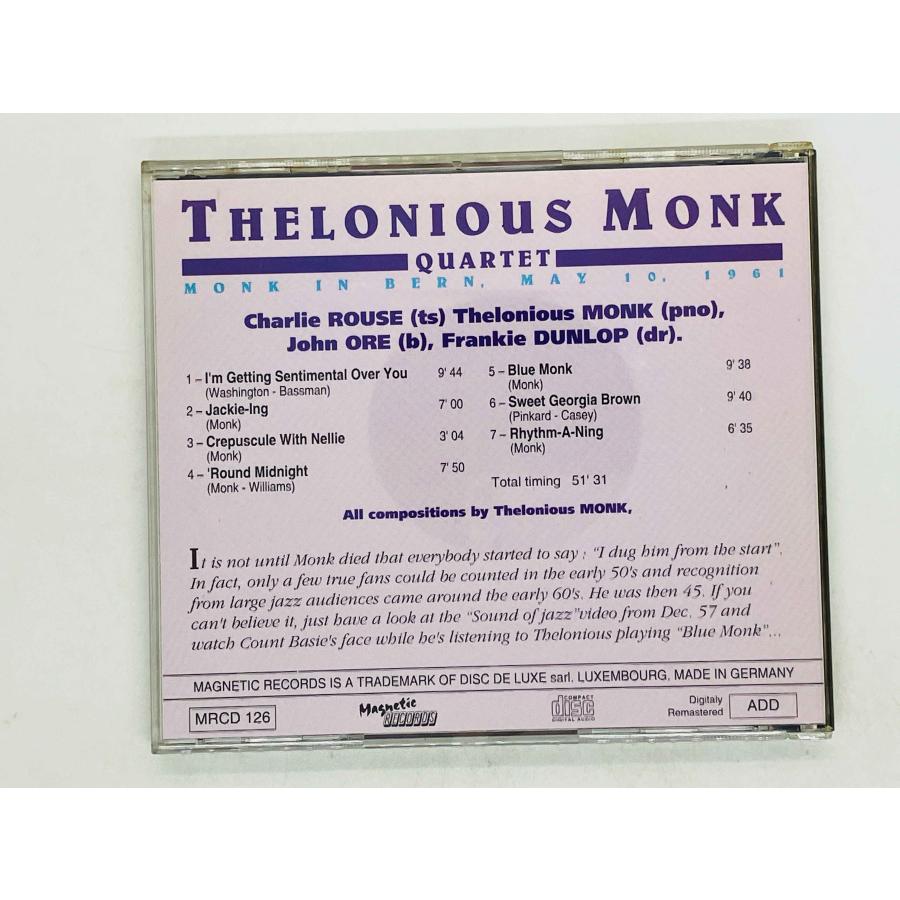 THELONIOUS MONK
QUARTET
MONK IN BERN, MAY 10, 1961
Charlie ROUSE (ts) Thelonious MONK (pno),
John ORE (b), Frankie DUNLOP (dr).
1 – I'm Getting Sentimental Over You 9' 44
(Washington - Bassman)
2 – Jackie-Ing 7' 00
(Monk)
3 – Crepuscule With Nellie 3' 04
(Monk)
4 – 'Round Midnight 7' 50
(Monk - Williams)
5 – Blue Monk 9' 38
(Monk)
6 – Sweet Georgia Brown 9' 40
(Pinkard - Casey)
7 – Rhythm-A-Ning 6' 35
(Monk)
Total timing 51' 31
All compositions by Thelonious MONK,
It is not until Monk died that everybody started to say : "I dug him from the start".
In fact, only a few true fans could be counted in the early 50's and recognition
from large jazz audiences came around the early 60's. He was then 45. If you
can't believe it, just have a look at the "Sound of jazz"video from Dec. 57 and
watch Count Basie's face while he's listening to Thelonious playing "Blue Monk"...
MAGNETIC RECORDS IS A TRADEMARK OF DISC DE LUXE sarl, LUXEMBOURG, MADE IN GERMANY
MRCD 126
Magnetic
RECORDS
COMPACT
disc
DIGITAL AUDIO
Digitaly
Remastered
ADD